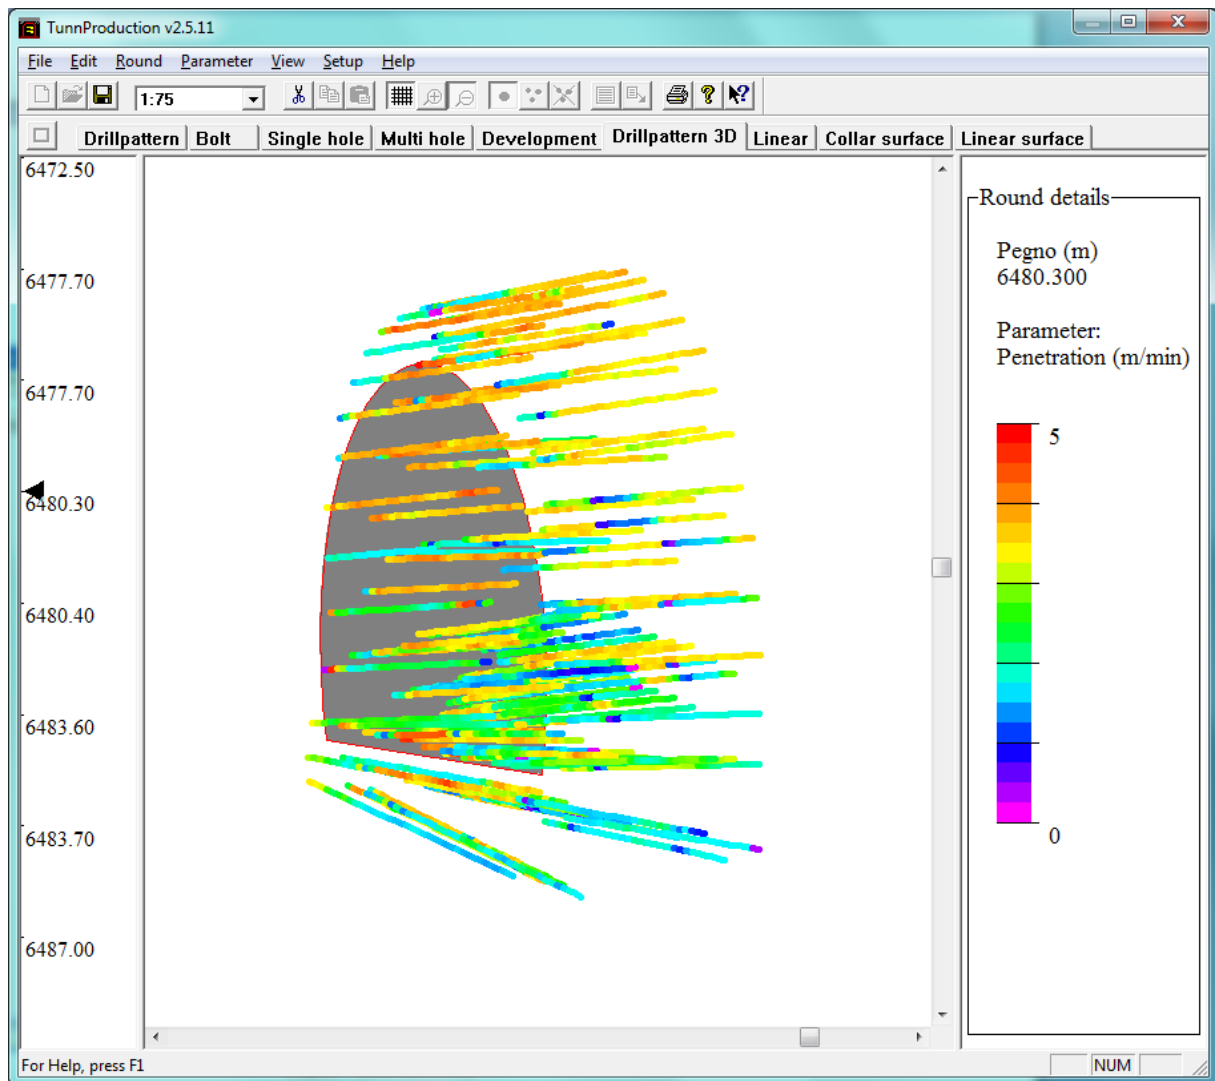 TunnProduction v2.5.11
File Edit Round Parameter View Setup Help
1:75
Drillpattern Bolt Single hole Multi hole Development Drillpattern 3D Linear Collar surface Linear surface
6472.50
6477.70
6477.70
6480.30
6480.40
6483.60
6483.70
6487.00
Round details
Pegno (m)
6480.300
Parameter:
Penetration (m/min)
5
0
For Help, press F1
NUM